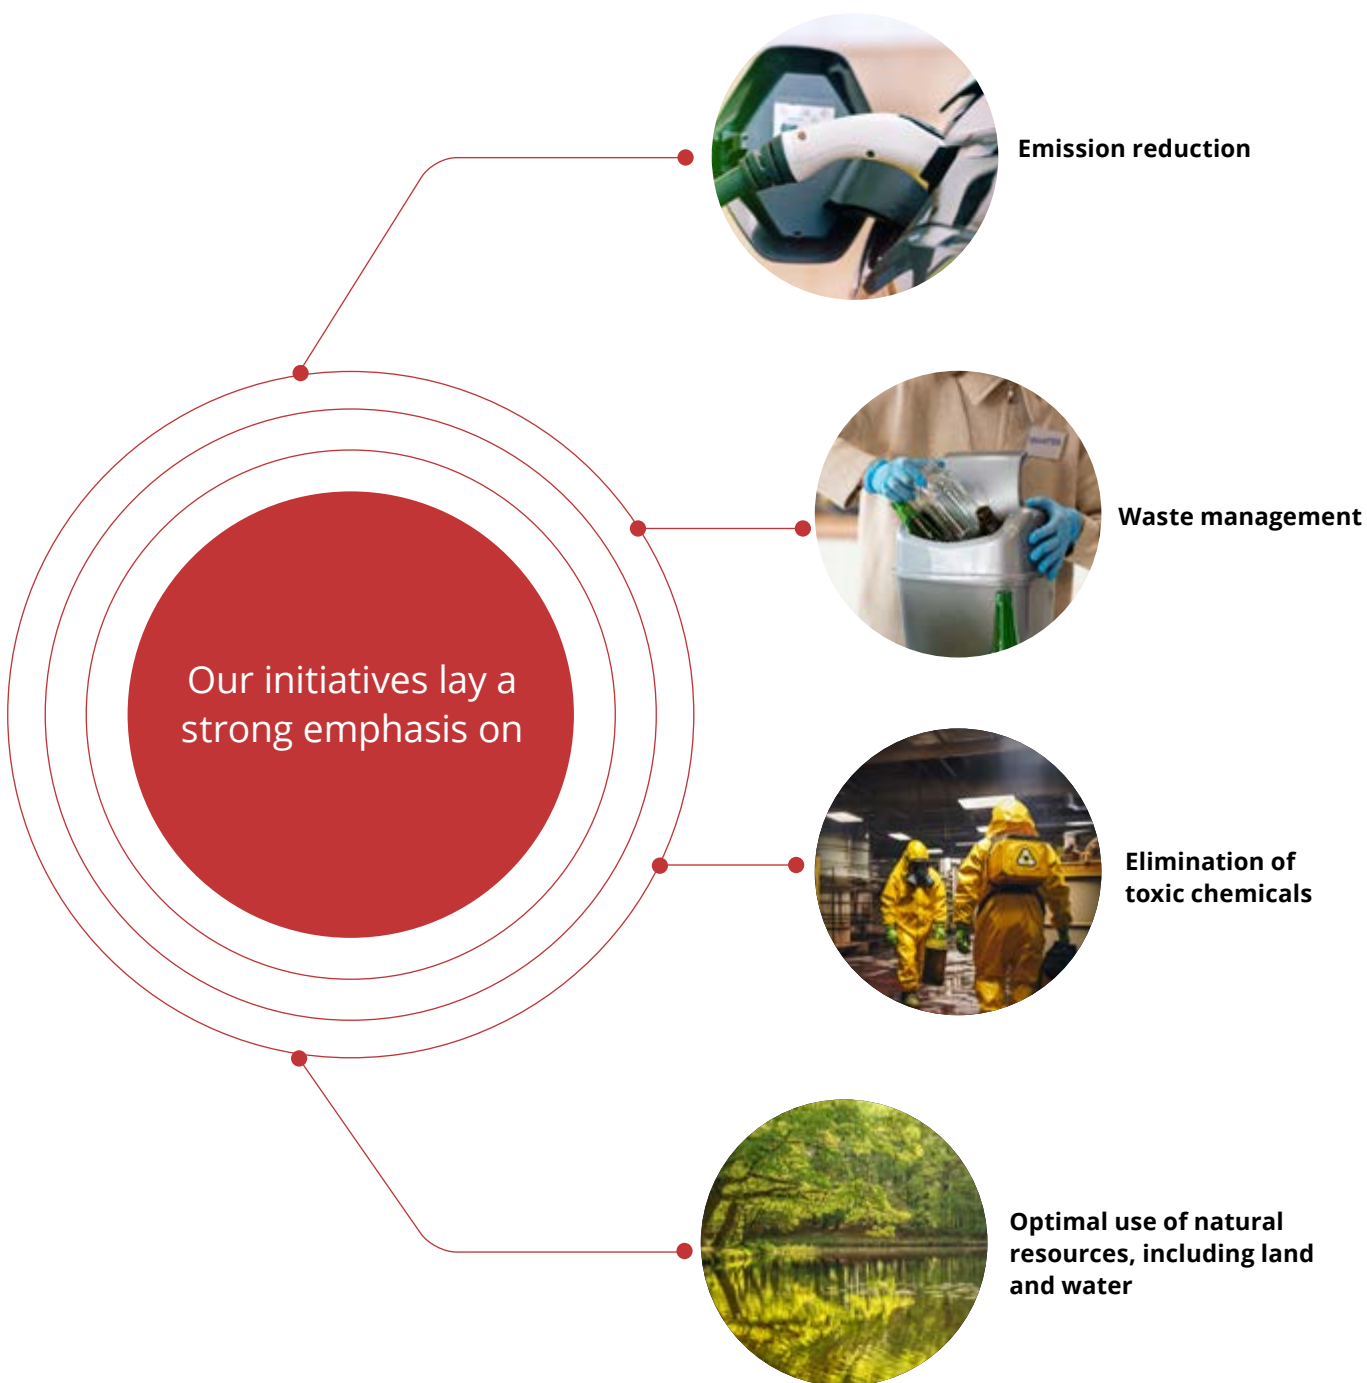 Emission reduction
Waste management
Our initiatives lay a
strong emphasis on
Elimination of
toxic chemicals
Optimal use of natural
resources, including land
and water